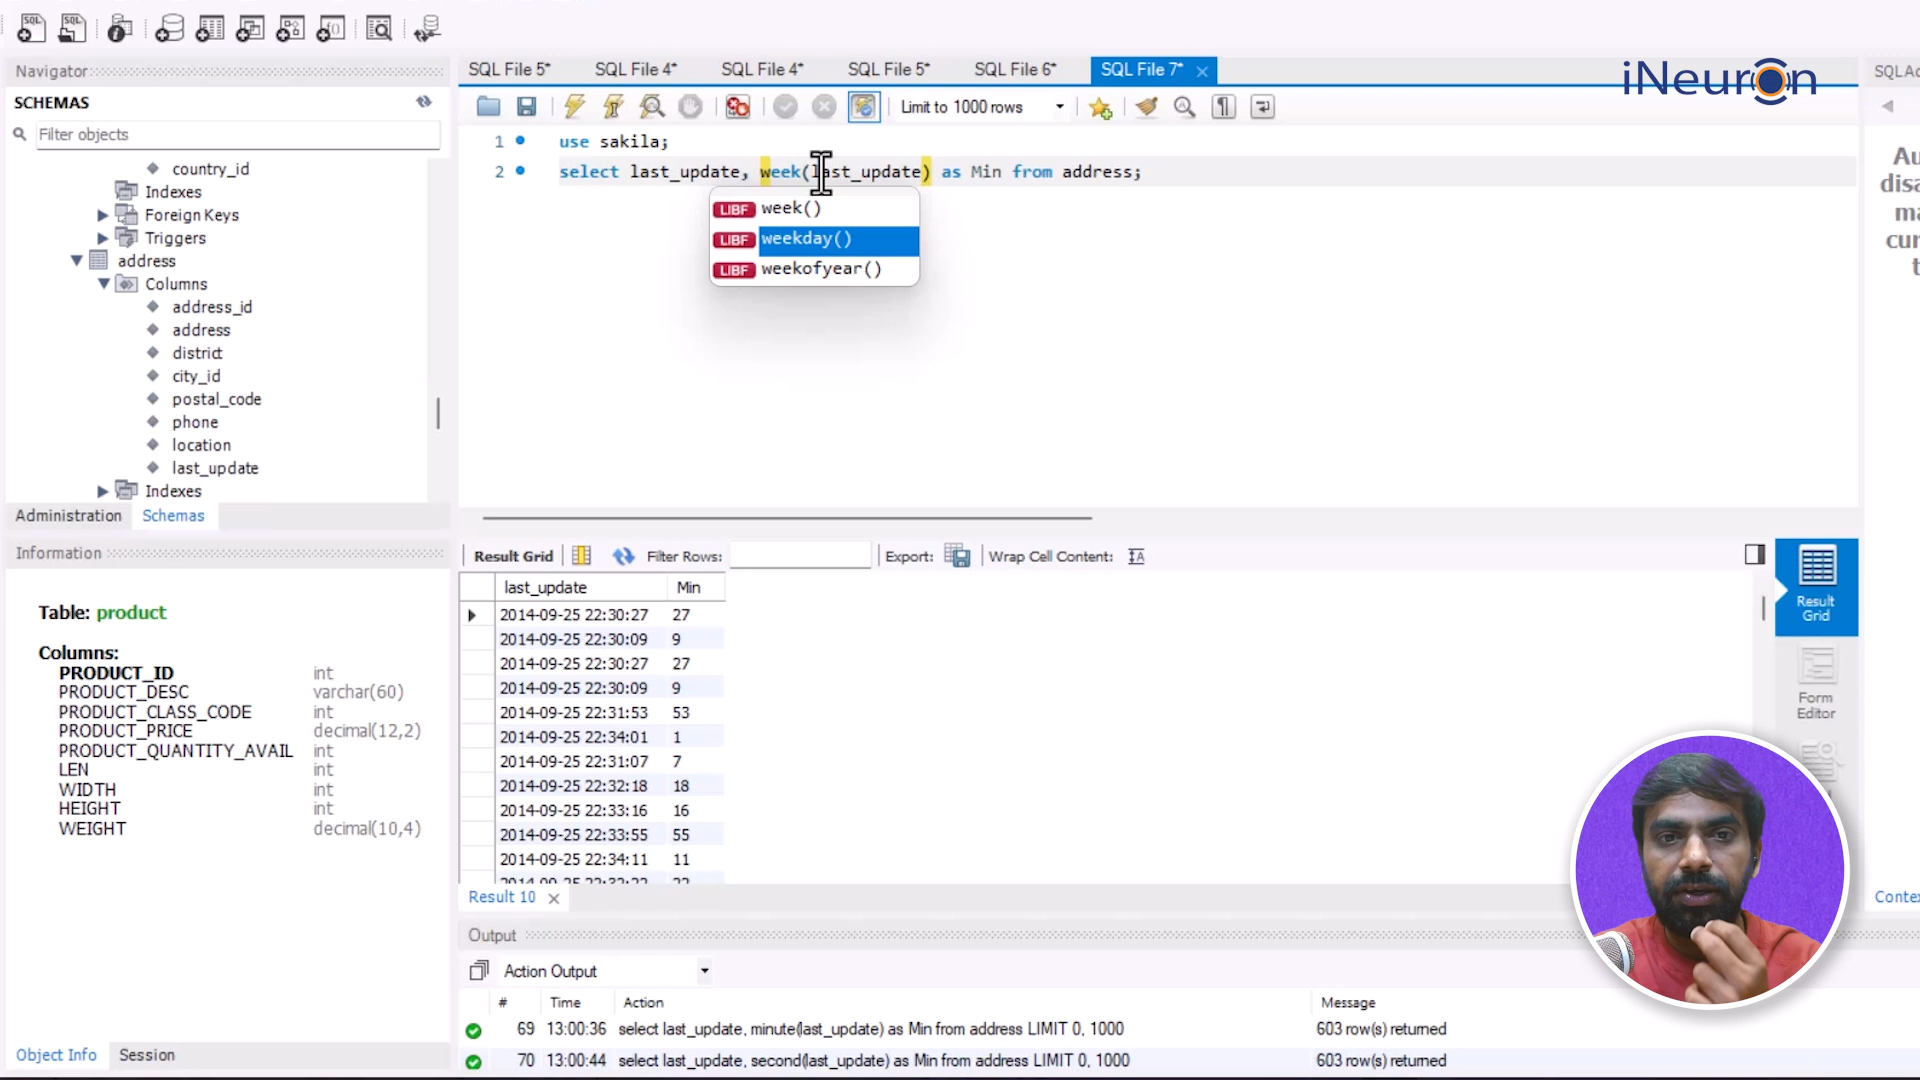 SQL SQL
Navigator
SCHEMAS
Filter objects
country_id
Indexes
Foreign Keys
Triggers
address
Columns
address_id
address
district
city_id
postal_code
phone
location
last_update
Indexes
Administration Schemas
Information
Table: product
Columns:
PRODUCT_ID int
PRODUCT_DESC varchar(60)
PRODUCT_CLASS_CODE int
PRODUCT_PRICE decimal(12,2)
PRODUCT_QUANTITY_AVAIL int
LEN int
WIDTH int
HEIGHT int
WEIGHT decimal(10,4)
Object Info Session
SQL File 5* SQL File 4* SQL File 4* SQL File 5* SQL File 6* SQL File 7*
iNeuron
Limit to 1000 rows
1 use sakila;
2 select last_update, week(last_update) as Min from address;
LIBF week()
LIBF weekday()
LIBF weekofyear()
Result Grid Filter Rows: Export: Wrap Cell Content:
last_update Min
2014-09-25 22:30:27 27
2014-09-25 22:30:09 9
2014-09-25 22:30:27 27
2014-09-25 22:30:09 9
2014-09-25 22:31:53 53
2014-09-25 22:34:01 1
2014-09-25 22:31:07 7
2014-09-25 22:32:18 18
2014-09-25 22:33:16 16
2014-09-25 22:33:55 55
2014-09-25 22:34:11 11
Result 10
Result
Grid
Form
Editor
Output
Action Output
# Time Action Message
69 13:00:36 select last_update, minute(last_update) as Min from address LIMIT 0, 1000 603 row(s) returned
70 13:00:44 select last_update, second(last_update) as Min from address LIMIT 0, 1000 603 row(s) returned